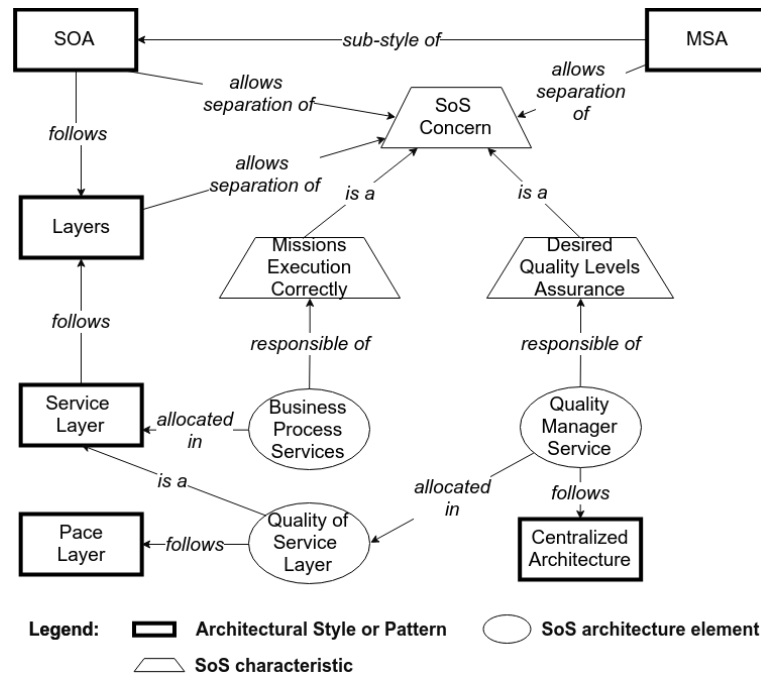 SOA
sub-style of
MSA
allows
separation of
allows
separation
of
SoS
Concern
follows
allows
separation of
Layers
is a
is a
Missions
Execution
Correctly
Desired
Quality Levels
Assurance
follows
responsible of
responsible of
Service
Layer
allocated
in
Business
Process
Services
Quality
Manager
Service
is a
allocated
in
follows
Pace
Layer
follows
Quality of
Service
Layer
Centralized
Architecture
Legend:
Architectural Style or Pattern
SoS architecture element
SoS characteristic